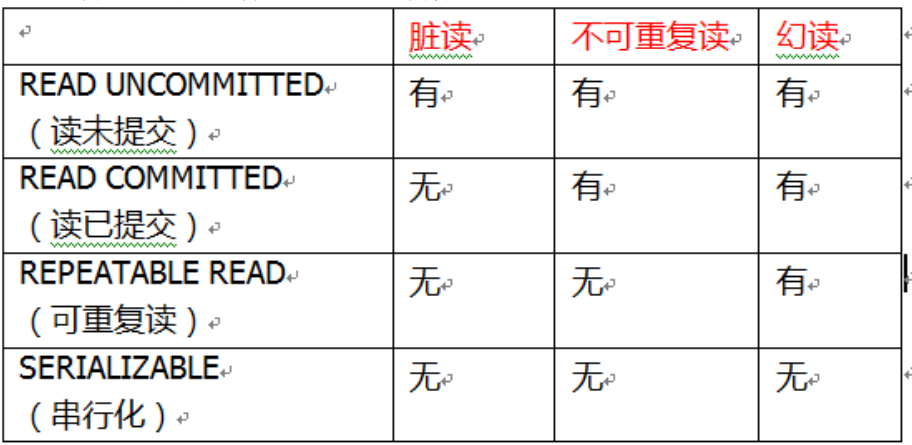 脏读 不可重复读 幻读
READ UNCOMMITTED 有 有 有
（读未提交）
READ COMMITTED 无 有 有
（读已提交）
REPEATABLE READ 无 无 有
（可重复读）
SERIALIZABLE 无 无 无
（串行化）